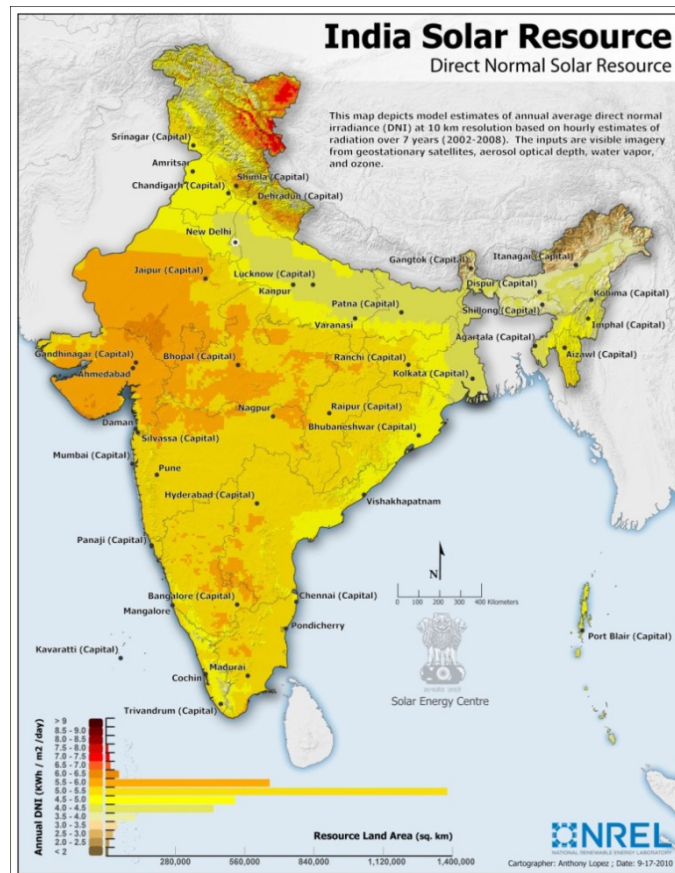 India Solar Resource
Direct Normal Solar Resource
This map depicts model estimates of annual average direct normal
irradiance (DNI) at 10 km resolution based on hourly estimates of
radiation over 7 years (2002-2008). The inputs are visible imagery
from geostationary satellites, aerosol optical depth, water vapor,
and ozone.
Srinagar (Capital)
Amritsar
Shimla (Capital)
Chandigarh (Capital)
Dehradun (Capital)
New Delhi
Gangtok (Capital)
Itanagar (Capital)
Jaipur (Capital)
Lucknow (Capital)
Kanpur
Dispur (Capital)
Kohima (Capital)
Patna (Capital)
Shillong (Capital)
Varanasi
Imphal (Capital)
Agartala (Capital)
Gandhinagar (Capital)
Bhopal (Capital)
Ranchi (Capital)
Aizawl (Capital)
Ahmedabad
Kolkata (Capital)
Nagpur
Raipur (Capital)
Daman
Bhubaneshwar (Capital)
Silvassa (Capital)
Mumbai (Capital)
Pune
Hyderabad (Capital)
Vishakhapatnam
Panaji (Capital)
N
Bangalore (Capital)
Chennai (Capital)
0 100 200 300 400 Kilometers
Mangalore
Pondicherry
Port Blair (Capital)
Kavaratti (Capital)
Cochin
Madurai
Solar Energy Centre
Trivandrum (Capital)
Annual DNI (KWh / m2 /day)
> 9
8.5 - 9.0
8.0 - 8.5
7.5 - 8.0
7.0 - 7.5
6.5 - 7.0
6.0 - 6.5
5.5 - 6.0
5.0 - 5.5
4.5 - 5.0
4.0 - 4.5
3.5 - 4.0
3.0 - 3.5
2.5 - 3.0
2.0 - 2.5
< 2
Resource Land Area (sq. km)
280,000 560,000 840,000 1,120,000 1,400,000
NREL
NATIONAL RENEWABLE ENERGY LABORATORY
Cartographer: Anthony Lopez ; Date: 9-17-2010